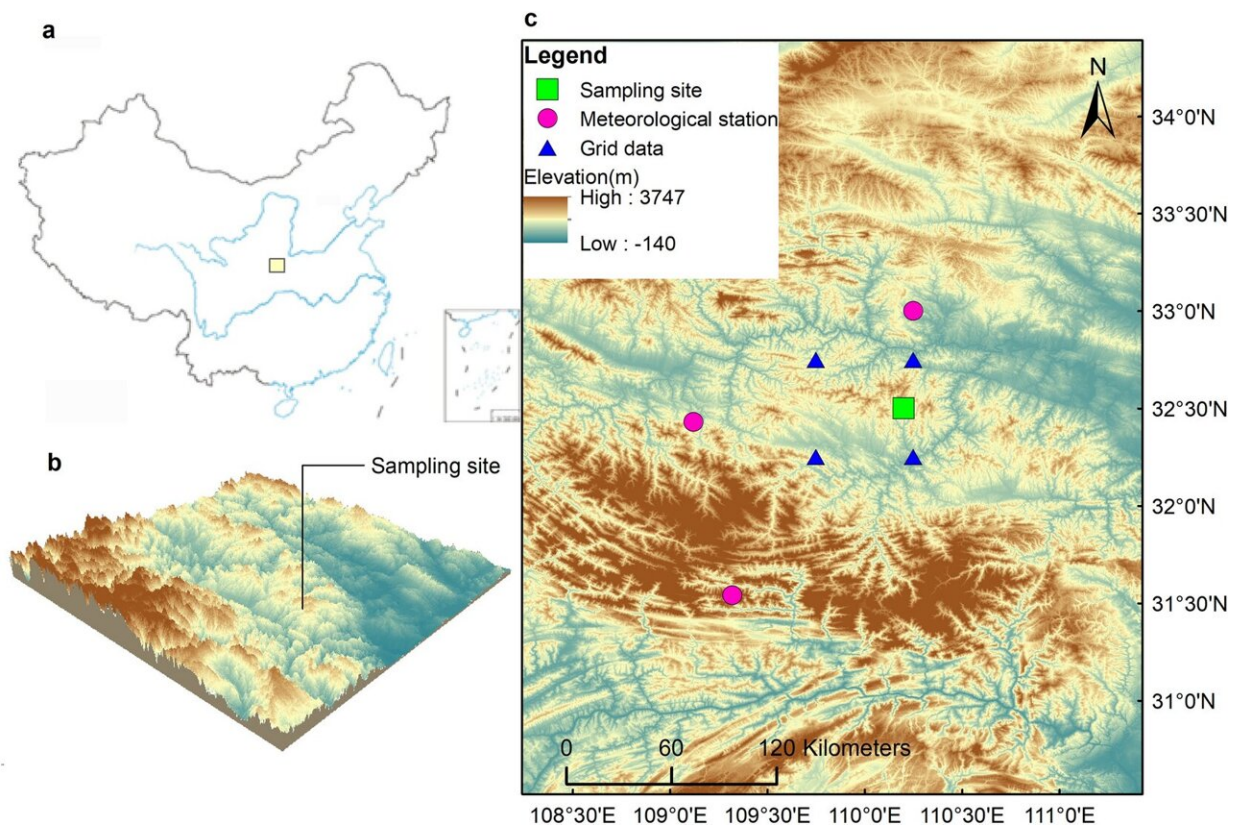 a
b
Sampling site
c
Legend
Sampling site
Meteorological station
Grid data
Elevation(m)
High : 3747
Low : -140
N
34°0'N
33°30'N
33°0'N
32°30'N
32°0'N
31°30'N
31°0'N
0 60 120 Kilometers
108°30'E 109°0'E 109°30'E 110°0'E 110°30'E 111°0'E